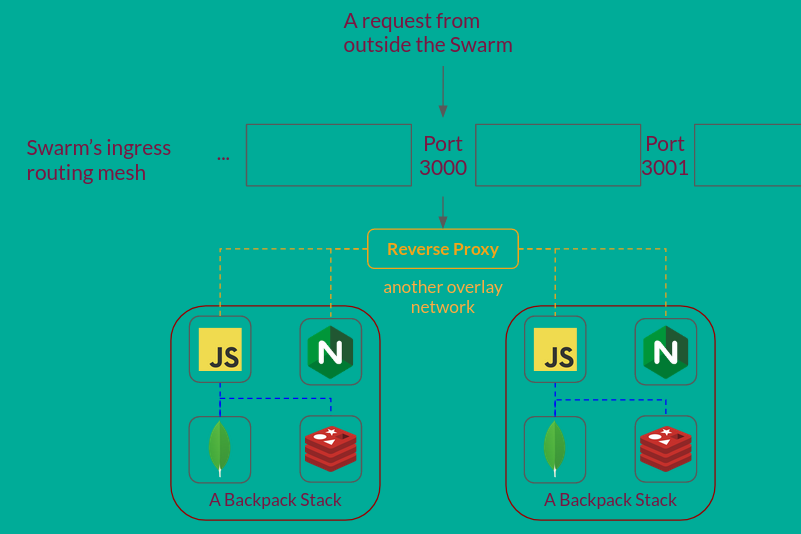 A request from
outside the Swarm
Swarm's ingress
routing mesh
...
Port
3000
Port
3001
Reverse Proxy
another overlay
network
JS
N
JS
N
A Backpack Stack
A Backpack Stack